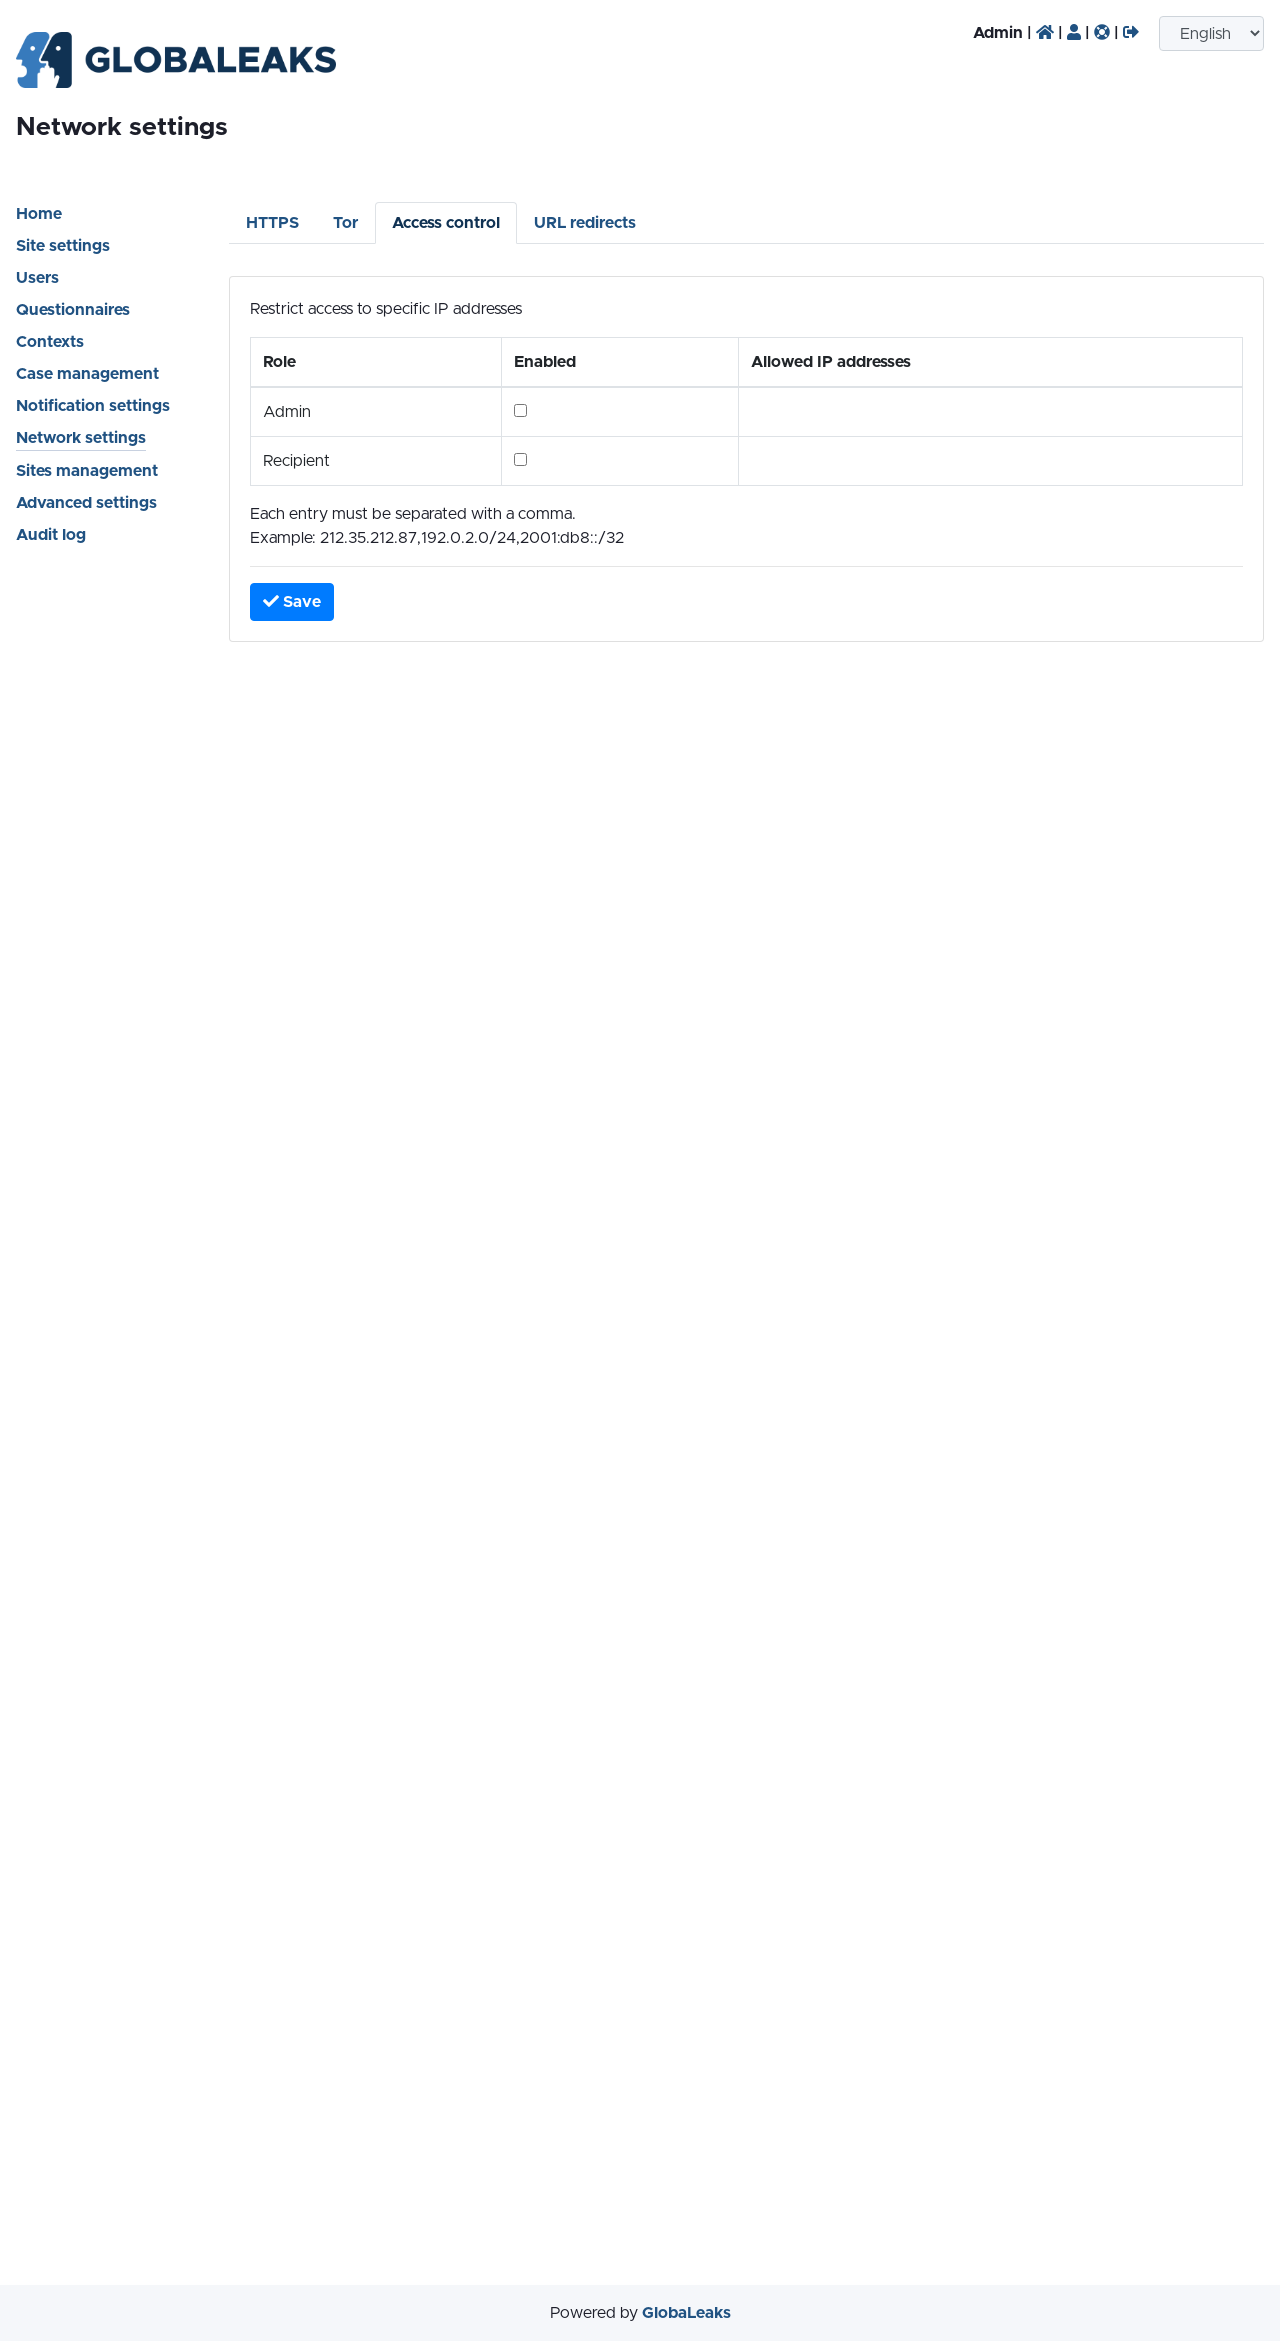 Admin | | | | English
GLOBALEAKS
Network settings
Home
Site settings
Users
Questionnaires
Contexts
Case management
Notification settings
Network settings
Sites management
Advanced settings
Audit log
HTTPS Tor Access control URL redirects
Restrict access to specific IP addresses
Role Enabled Allowed IP addresses
Admin
Recipient
Each entry must be separated with a comma.
Example: 212.35.212.87,192.0.2.0/24,2001:db8::/32
Save
Powered by GlobaLeaks